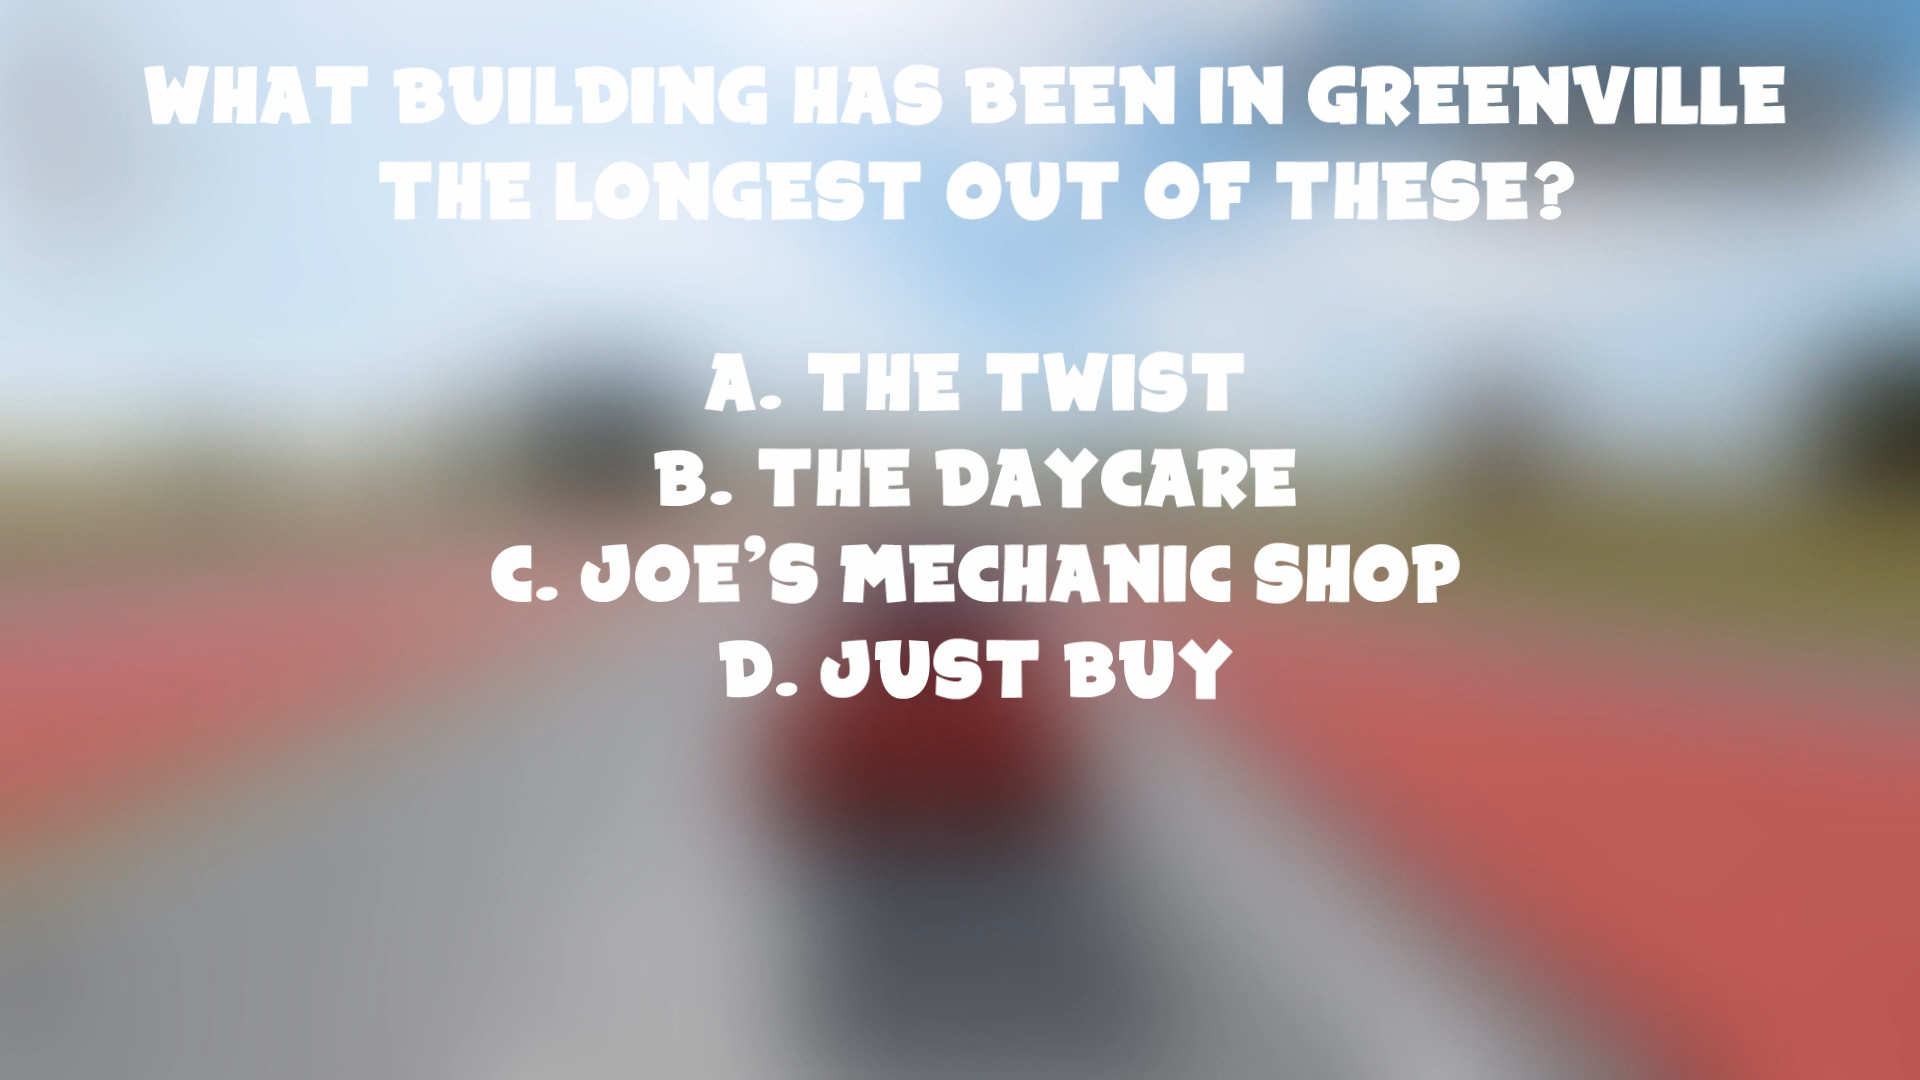 WHAT BUILDING HAS BEEN IN GREENVILLE
THE LONGEST OUT OF THESE?
A. THE TWIST
B. THE DAYCARE
C. JOE'S MECHANIC SHOP
D. JUST BUY